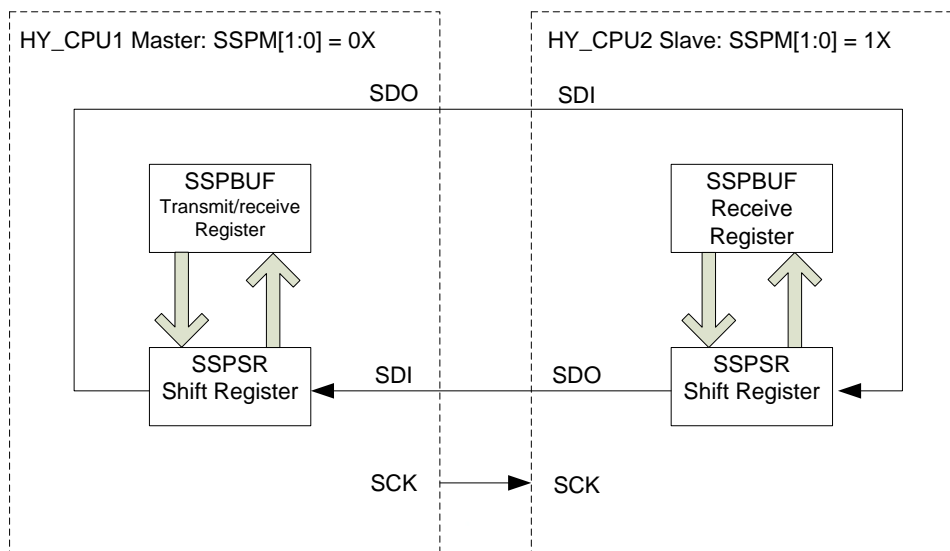 HY_CPU1 Master: SSPM[1:0] = 0X
HY_CPU2 Slave: SSPM[1:0] = 1X
SDO
SDI
SSPBUF
Transmit/receive
Register
SSPBUF
Receive
Register
SSPSR
Shift Register
SDI
SDO
SSPSR
Shift Register
SCK
SCK